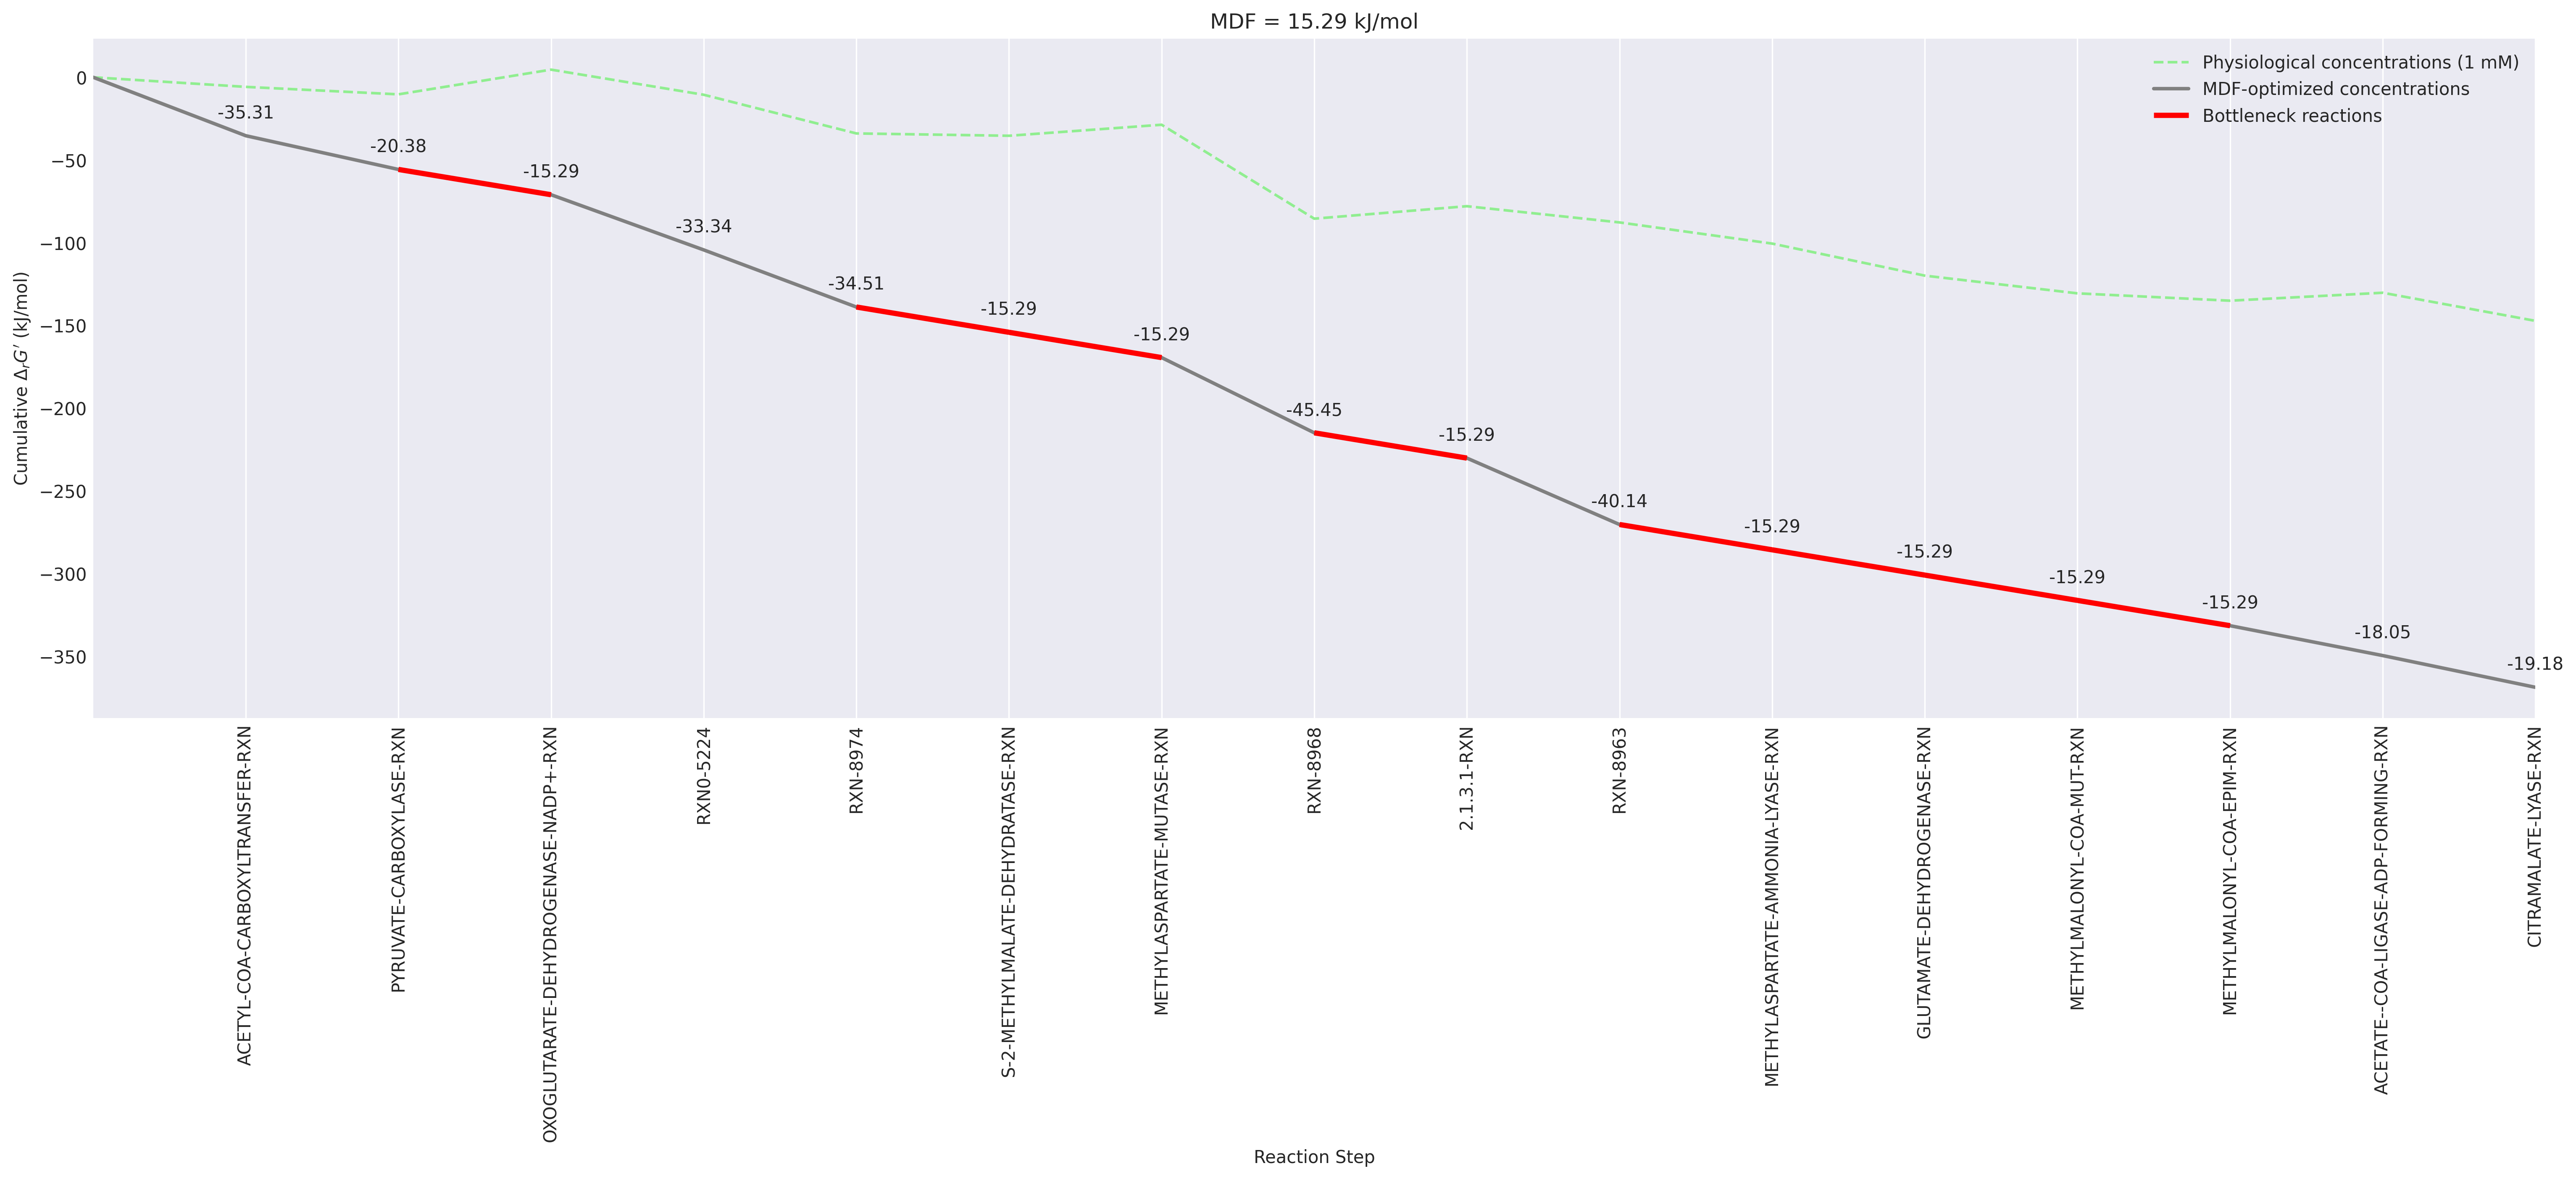 MDF = 15.29 kJ/mol
Physiological concentrations (1 mM)
MDF-optimized concentrations
Bottleneck reactions
Cumulative ΔrG′ (kJ/mol)
0
−50
−100
−150
−200
−250
−300
−350
-35.31
-20.38
-15.29
-33.34
-34.51
-15.29
-15.29
-45.45
-15.29
-40.14
-15.29
-15.29
-15.29
-15.29
-18.05
-19.18
ACETYL-COA-CARBOXYLTRANSFER-RXN
PYRUVATE-CARBOXYLASE-RXN
OXOGLUTARATE-DEHYDROGENASE-NADP+-RXN
RXN0-5224
RXN-8974
S-2-METHYLMALATE-DEHYDRATASE-RXN
METHYLASPARTATE-MUTASE-RXN
RXN-8968
2.1.3.1-RXN
RXN-8963
METHYLASPARTATE-AMMONIA-LYASE-RXN
GLUTAMATE-DEHYDROGENASE-RXN
METHYLMALONYL-COA-MUT-RXN
METHYLMALONYL-COA-EPIM-RXN
ACETATE--COA-LIGASE-ADP-FORMING-RXN
CITRAMALATE-LYASE-RXN
Reaction Step